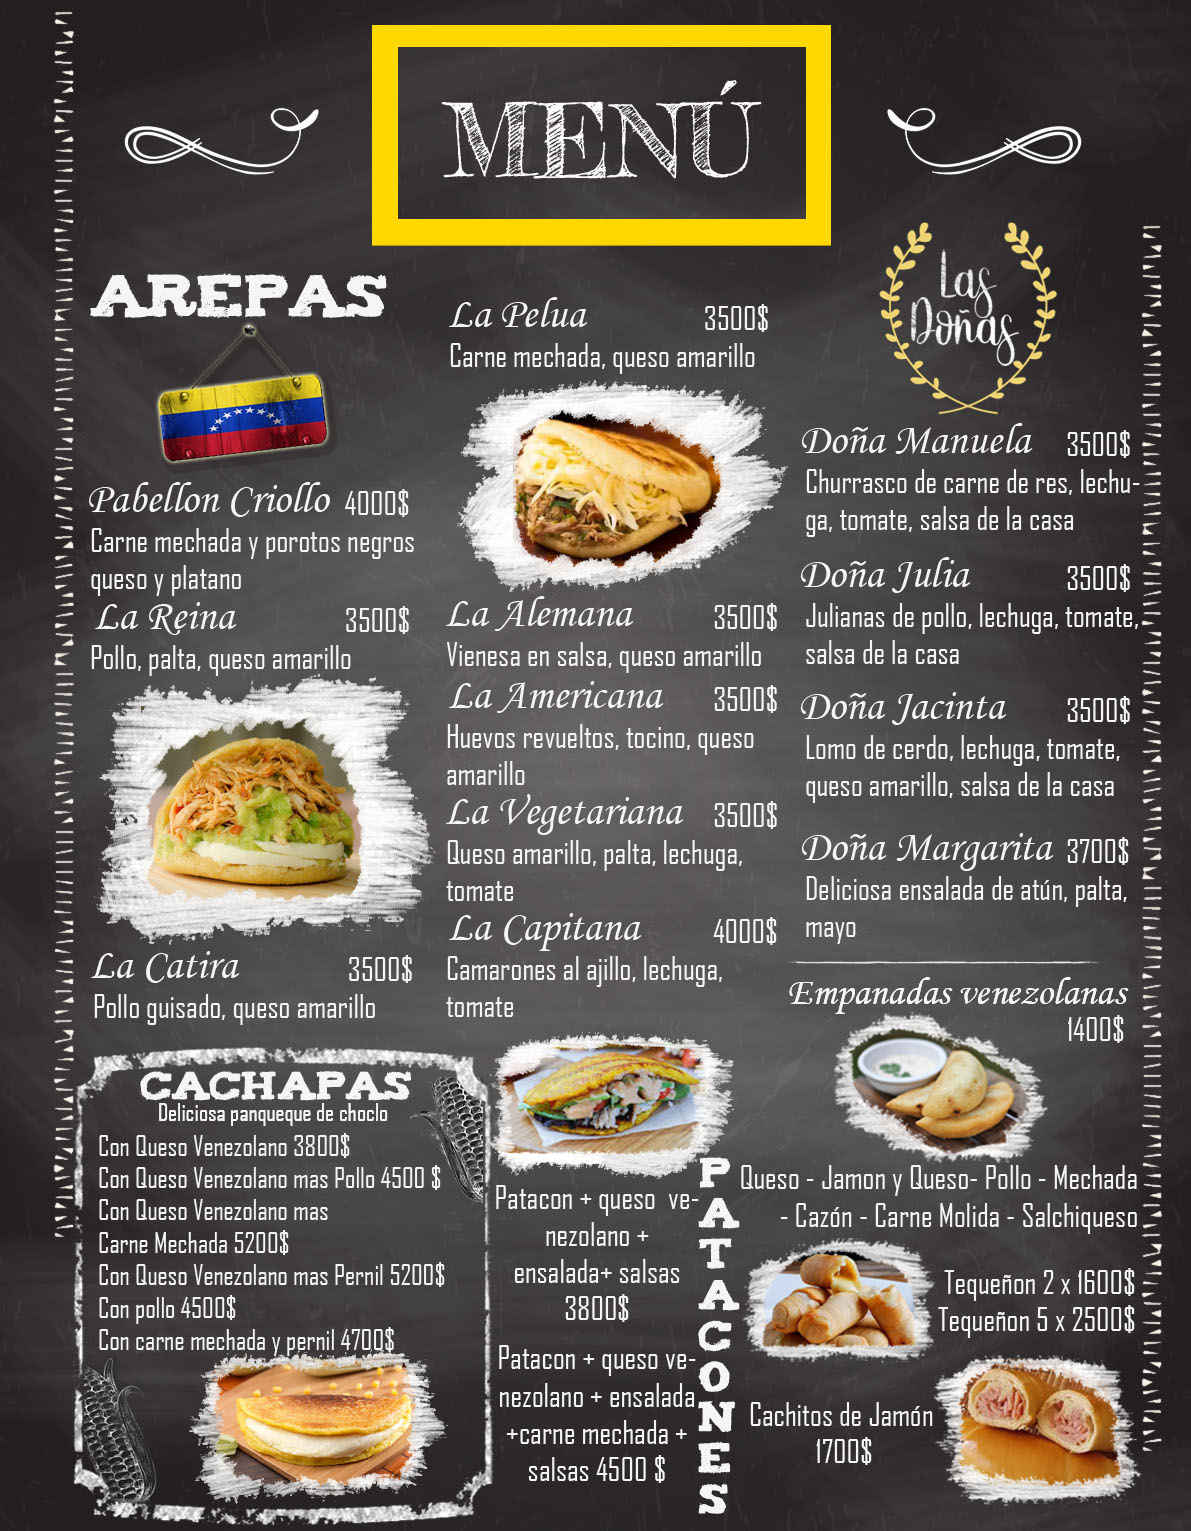 MENÚ
Las
Doñas
AREPAS
Pabellon Criollo 4000$
Carne mechada y porotos negros
queso y platano
La Reina 3500$
Pollo, palta, queso amarillo
La Catira 3500$
Pollo guisado, queso amarillo
La Pelua 3500$
Carne mechada, queso amarillo
La Alemana 3500$
Vienesa en salsa, queso amarillo
La Americana 3500$
Huevos revueltos, tocino, queso
amarillo
La Vegetariana 3500$
Queso amarillo, palta, lechuga,
tomate
La Capitana 4000$
Camarones al ajillo, lechuga,
tomate
Doña Manuela 3500$
Churrasco de carne de res, lechu-
ga, tomate, salsa de la casa
Doña Julia 3500$
Julianas de pollo, lechuga, tomate,
salsa de la casa
Doña Jacinta 3500$
Lomo de cerdo, lechuga, tomate,
queso amarillo, salsa de la casa
Doña Margarita 3700$
Deliciosa ensalada de atún, palta,
mayo
Empanadas venezolanas
1400$
Queso - Jamon y Queso- Pollo - Mechada
- Cazón - Carne Molida - Salchiqueso
Tequeñon 2 x 1600$
Tequeñon 5 x 2500$
Cachitos de Jamón
1700$
CACHAPAS
Deliciosa panqueque de choclo
Con Queso Venezolano 3800$
Con Queso Venezolano mas Pollo 4500 $
Con Queso Venezolano mas
Carne Mechada 5200$
Con Queso Venezolano mas Pernil 5200$
Con pollo 4500$
Con carne mechada y pernil 4700$
PATACONES
Patacon + queso ve-
nezolano +
ensalada+ salsas
3800$
Patacon + queso ve-
nezolano + ensalada
+carne mechada +
salsas 4500 $